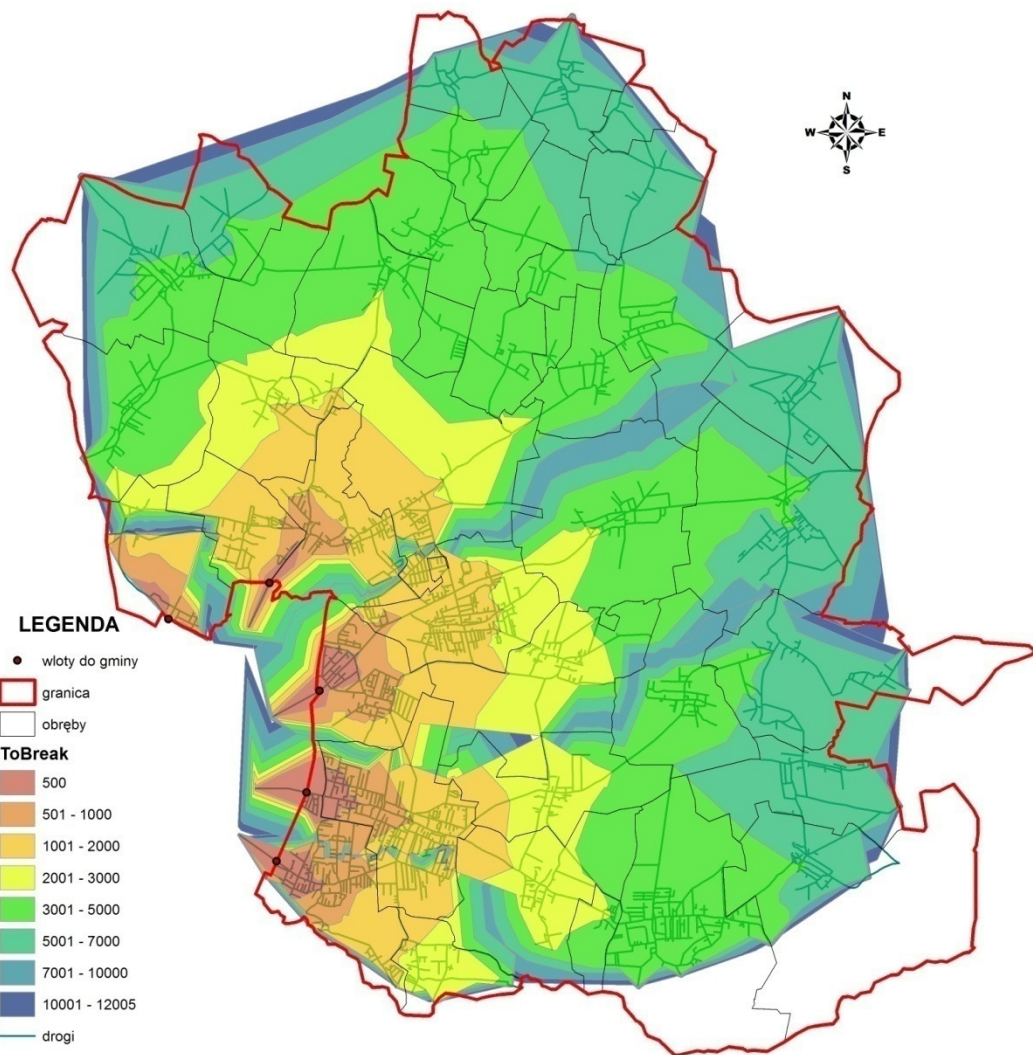 N
W E
S
LEGENDA
wloty do gminy
granica
obręby
ToBreak
500
501 - 1000
1001 - 2000
2001 - 3000
3001 - 5000
5001 - 7000
7001 - 10000
10001 - 12005
drogi